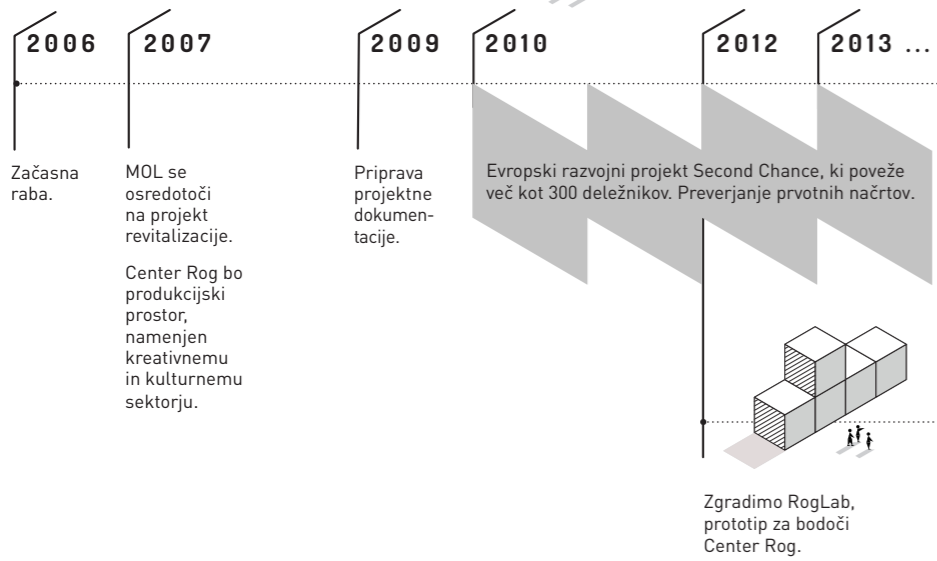 2006
2007
2009
2010
2012
2013 ...
Začasna
raba.
MOL se
osredotoči
na projekt
revitalizacije.
Center Rog bo
produkcijski
prostor,
namenjen
kreativnemu
in kulturnemu
sektorju.
Priprava
projektne
dokumen-
tacije.
Evropski razvojni projekt Second Chance, ki poveže
več kot 300 deležnikov. Preverjanje prvotnih načrtov.
Zgradimo RogLab,
prototip za bodoči
Center Rog.